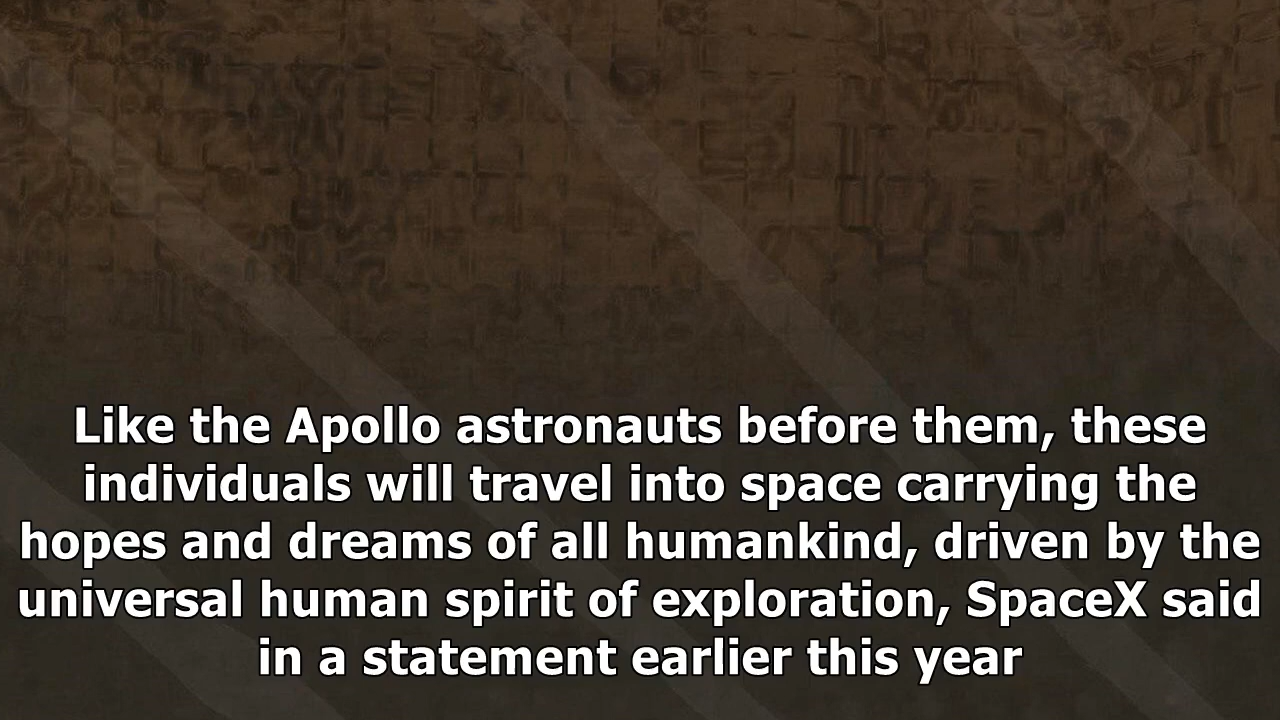 Like the Apollo astronauts before them, these
individuals will travel into space carrying the
hopes and dreams of all humankind, driven by the
universal human spirit of exploration, SpaceX said
in a statement earlier this year